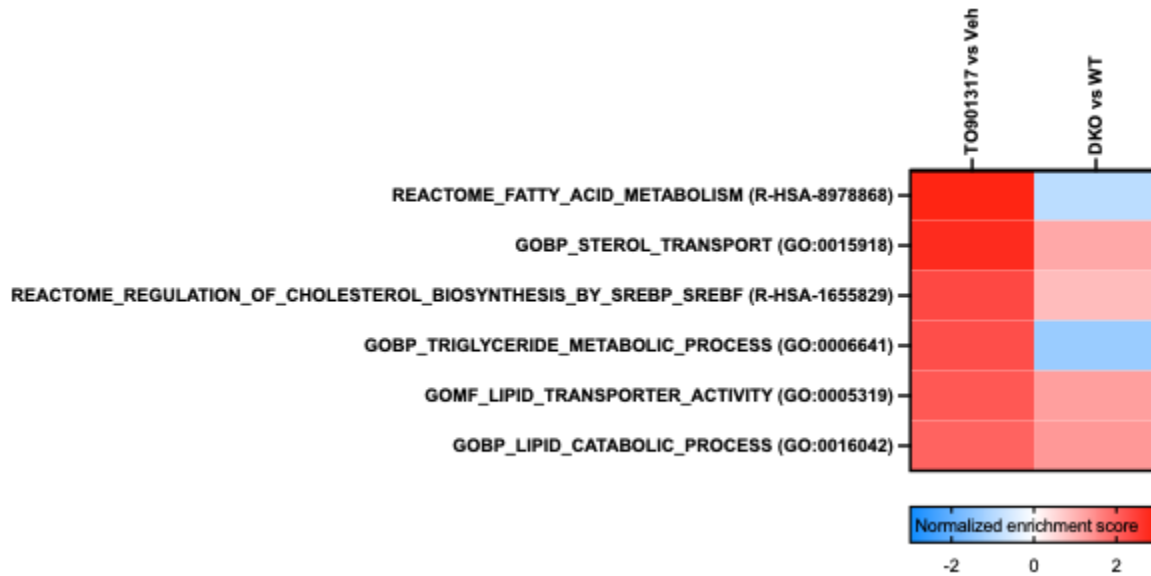 TO901317 vs Veh
DKO vs WT
REACTOME_FATTY_ACID_METABOLISM (R-HSA-8978868)
GOBP_STEROL_TRANSPORT (GO:0015918)
REACTOME_REGULATION_OF_CHOLESTEROL_BIOSYNTHESIS_BY_SREBP_SREBF (R-HSA-1655829)
GOBP_TRIGLYCERIDE_METABOLIC_PROCESS (GO:0006641)
GOMF_LIPID_TRANSPORTER_ACTIVITY (GO:0005319)
GOBP_LIPID_CATABOLIC_PROCESS (GO:0016042)
Normalized enrichment score
-2 0 2